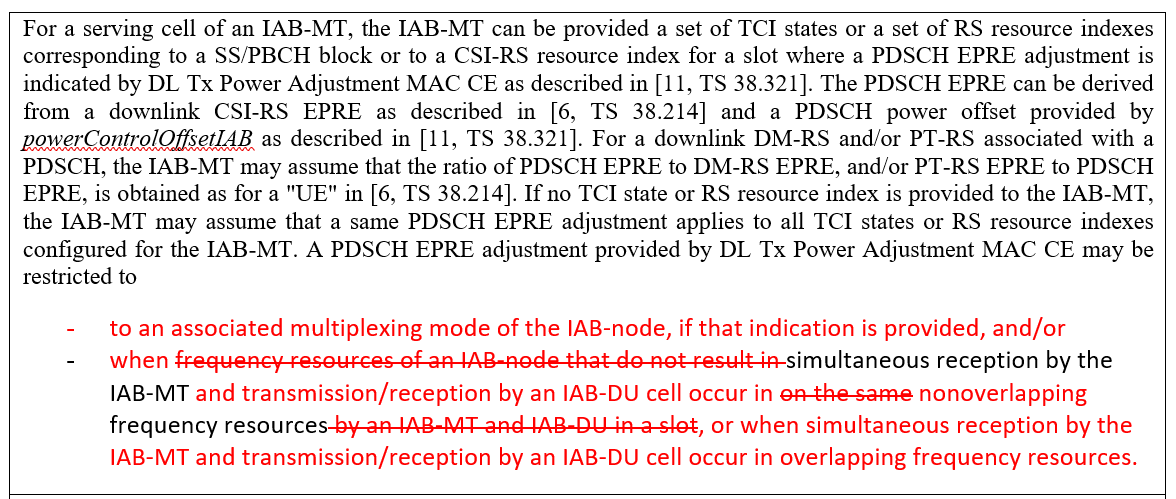 For a serving cell of an IAB-MT, the IAB-MT can be provided a set of TCI states or a set of RS resource indexes
corresponding to a SS/PBCH block or to a CSI-RS resource index for a slot where a PDSCH EPRE adjustment is
indicated by DL Tx Power Adjustment MAC CE as described in [11, TS 38.321]. The PDSCH EPRE can be derived
from a downlink CSI-RS EPRE as described in [6, TS 38.214] and a PDSCH power offset provided by
powerControlOffsetIAB as described in [11, TS 38.321]. For a downlink DM-RS and/or PT-RS associated with a
PDSCH, the IAB-MT may assume that the ratio of PDSCH EPRE to DM-RS EPRE, and/or PT-RS EPRE to PDSCH
EPRE, is obtained as for a "UE" in [6, TS 38.214]. If no TCI state or RS resource index is provided to the IAB-MT,
the IAB-MT may assume that a same PDSCH EPRE adjustment applies to all TCI states or RS resource indexes
configured for the IAB-MT. A PDSCH EPRE adjustment provided by DL Tx Power Adjustment MAC CE may be
restricted to
- to an associated multiplexing mode of the IAB-node, if that indication is provided, and/or
- when frequency resources of an IAB-node that do not result in simultaneous reception by the
IAB-MT and transmission/reception by an IAB-DU cell occur in on the same nonoverlapping
frequency resources by an IAB-MT and IAB-DU in a slot, or when simultaneous reception by the
IAB-MT and transmission/reception by an IAB-DU cell occur in overlapping frequency resources.